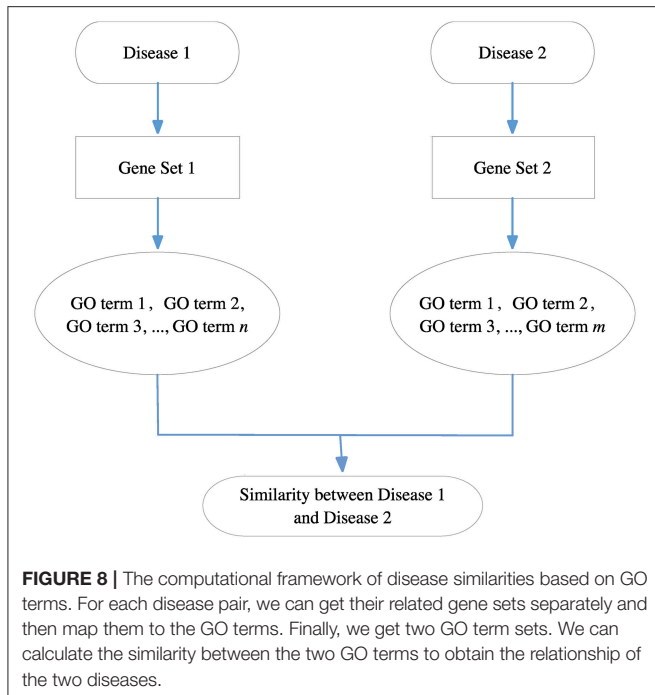 Disease 1
Disease 2
Gene Set 1
Gene Set 2
GO term 1, GO term 2,
GO term 3, ..., GO term n
GO term 1, GO term 2,
GO term 3, ..., GO term m
Similarity between Disease 1
and Disease 2
FIGURE 8 | The computational framework of disease similarities based on GO
terms. For each disease pair, we can get their related gene sets separately and
then map them to the GO terms. Finally, we get two GO term sets. We can
calculate the similarity between the two GO terms to obtain the relationship of
the two diseases.